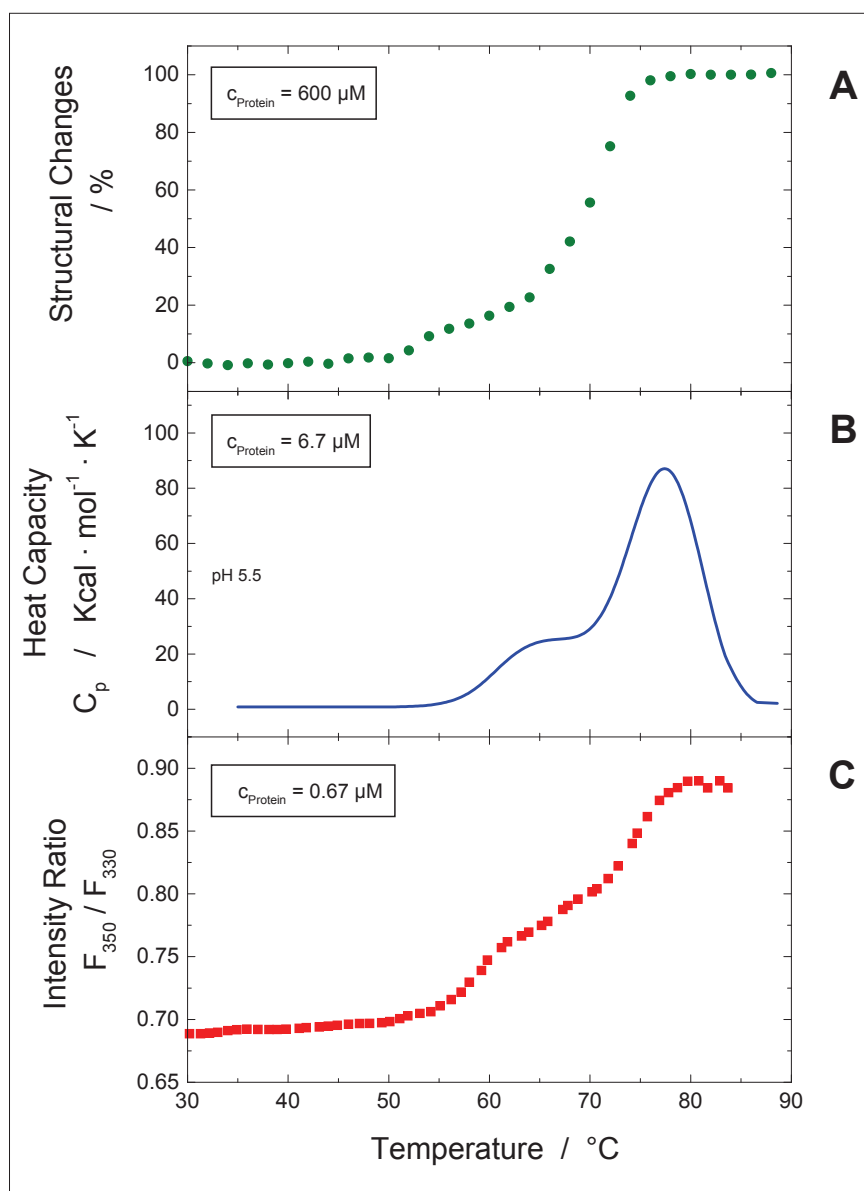 A
Structural Changes
/ %
c_Protein = 600 µM
100
80
60
40
20
0
B
Heat Capacity
C_p / Kcal · mol⁻¹ · K⁻¹
c_Protein = 6.7 µM
pH 5.5
100
80
60
40
20
0
C
Intensity Ratio
F_350 / F_330
c_Protein = 0.67 µM
0.90
0.85
0.80
0.75
0.70
0.65
30 40 50 60 70 80 90
Temperature / °C